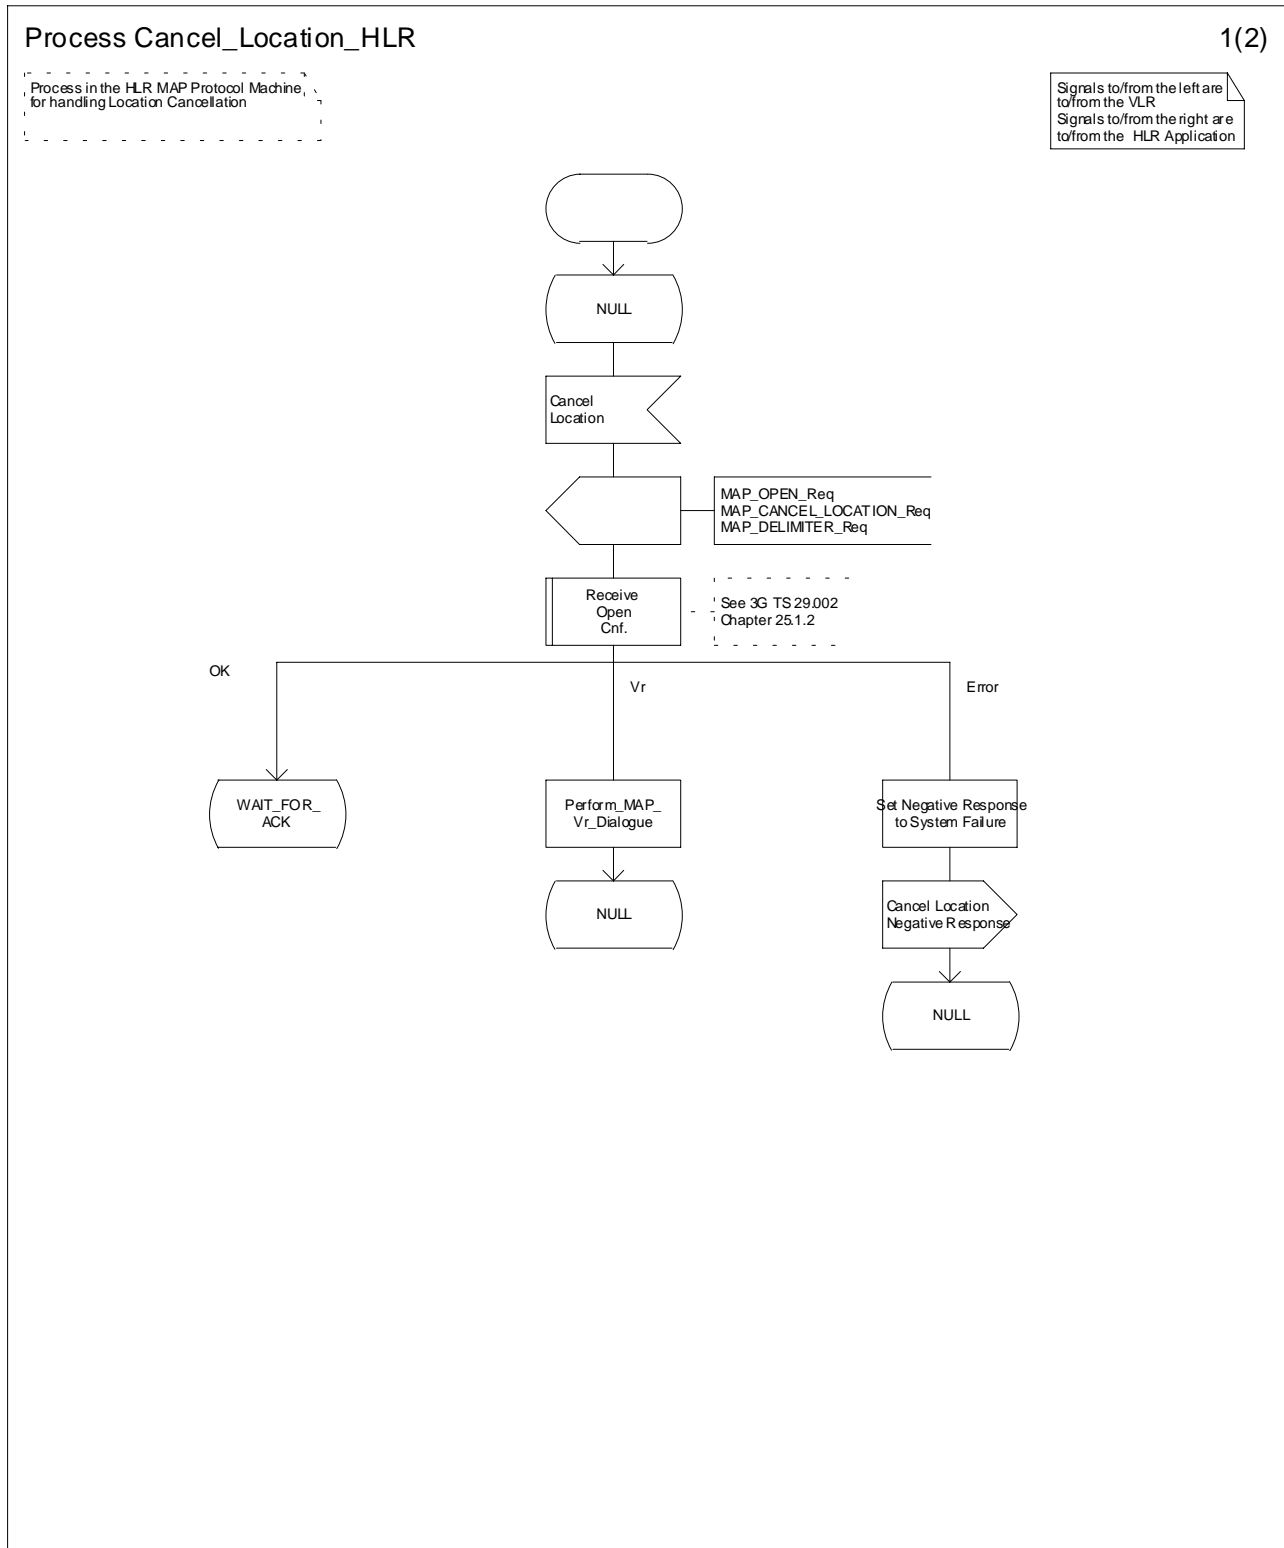 Process Cancel_Location_HLR
1(2)
Process in the HLR MAP Protocol Machine
for handling Location Cancellation
Signals to/from the left are
to/from the VLR
Signals to/from the right are
to/from the HLR Application
NULL
Cancel
Location
MAP_OPEN_Req
MAP_CANCEL_LOCATION_Req
MAP_DELIMITER_Req
Receive
Open
Cnf.
See 3G TS 29.002
Chapter 25.1.2
OK
Vr
Error
WAIT_FOR_
ACK
Perform_MAP_
Vr_Dialogue
Set Negative Response
to System Failure
NULL
Cancel Location
Negative Response
NULL